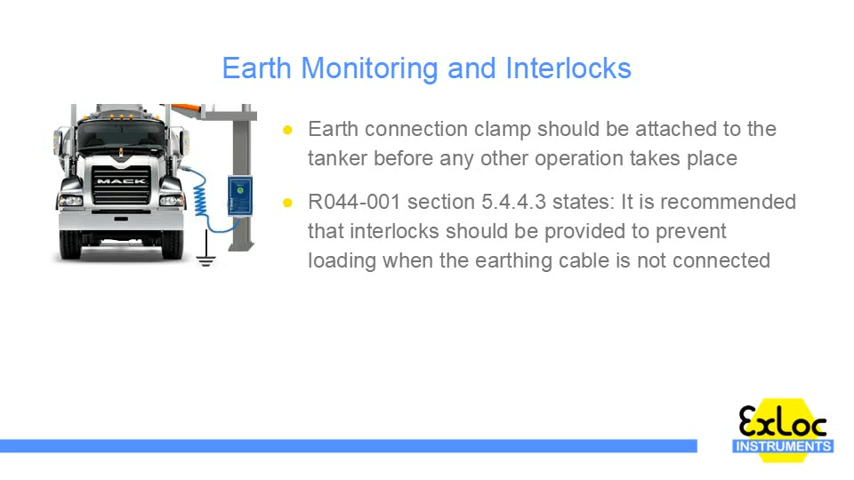 Earth Monitoring and Interlocks
● Earth connection clamp should be attached to the
tanker before any other operation takes place
● R044-001 section 5.4.4.3 states: It is recommended
that interlocks should be provided to prevent
loading when the earthing cable is not connected
MACK
ExLoc
INSTRUMENTS